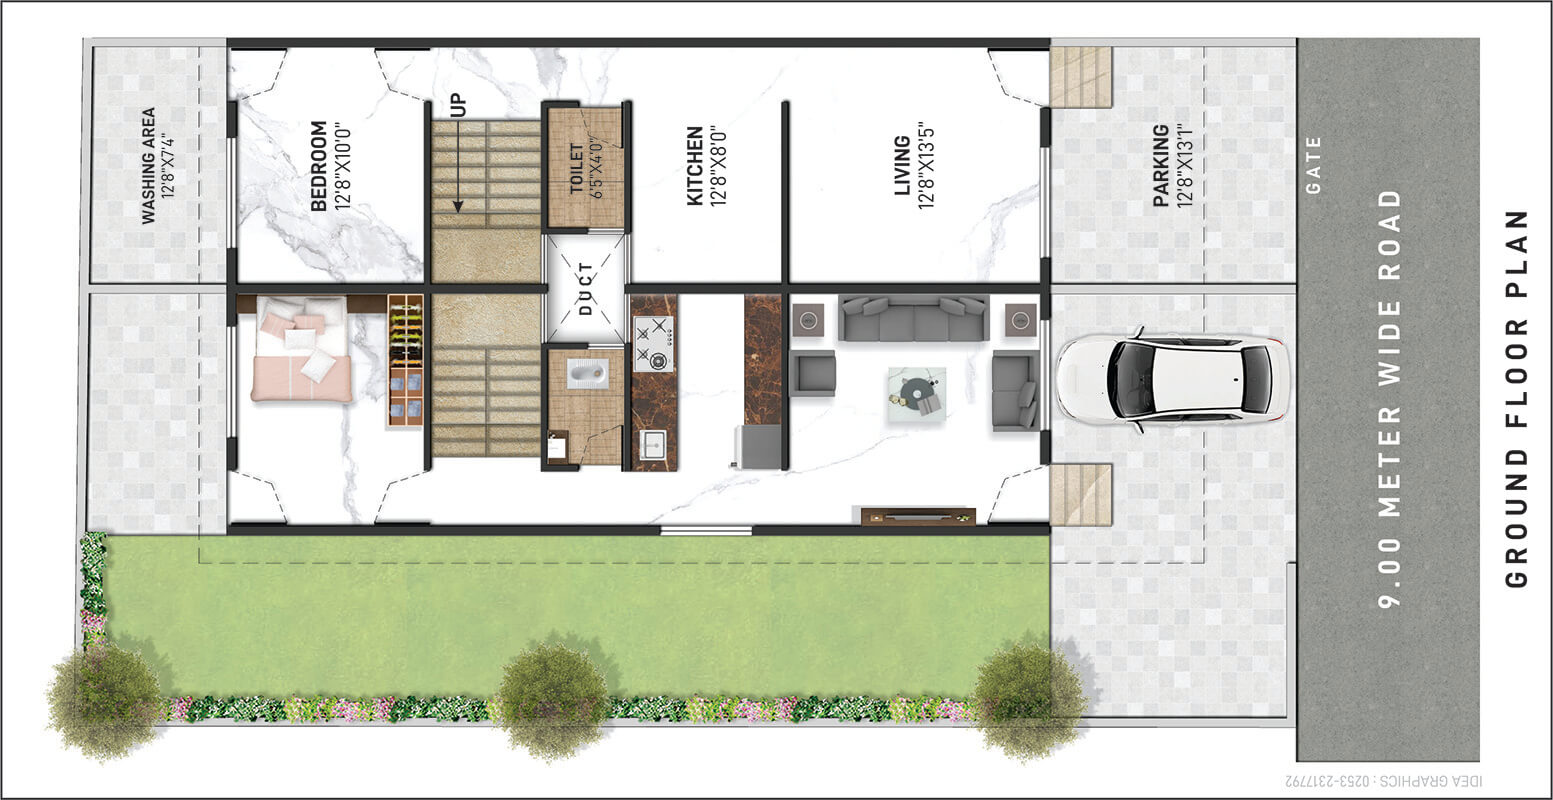 WASHING AREA
12'8"X7'4"
BEDROOM
12'8"X10'0"
UP
TOILET
6'5"X4'0"
DUCT
KITCHEN
12'8"X8'0"
LIVING
12'8"X13'5"
PARKING
12'8"X13'1"
GATE
9.00 METER WIDE ROAD
GROUND FLOOR PLAN
IDEA GRAPHICS : 0253-2317792